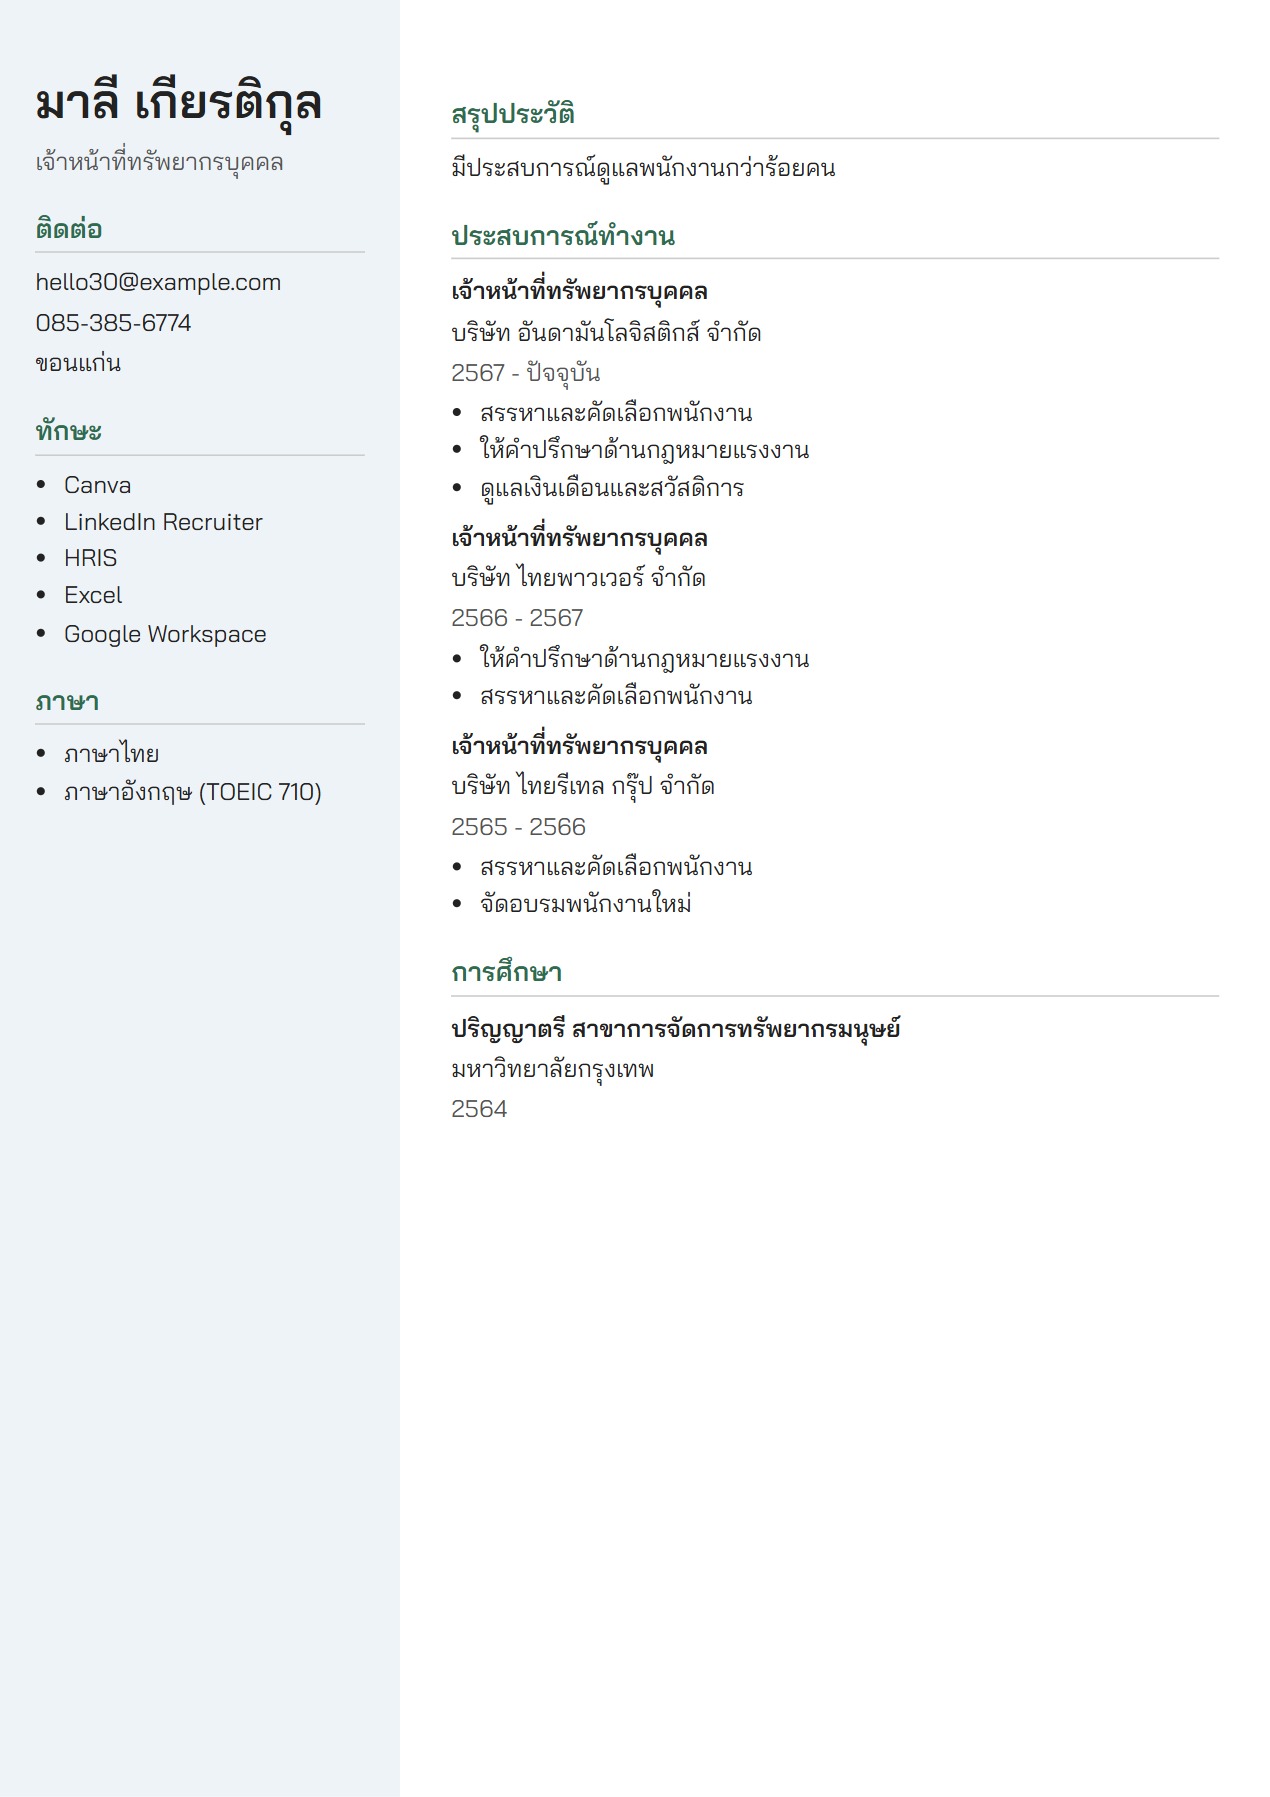 มาลี เกียรติกุล
เจ้าหน้าที่ทรัพยากรบุคคล
ติดต่อ
hello30@example.com
085-385-6774
ขอนแก่น
ทักษะ
• Canva
• LinkedIn Recruiter
• HRIS
• Excel
• Google Workspace
ภาษา
• ภาษาไทย
• ภาษาอังกฤษ (TOEIC 710)
สรุปประวัติ
มีประสบการณ์ดูแลพนักงานกว่าร้อยคน
ประสบการณ์ทำงาน
เจ้าหน้าที่ทรัพยากรบุคคล
บริษัท อันดามันโลจิสติกส์ จำกัด
2567 - ปัจจุบัน
• สรรหาและคัดเลือกพนักงาน
• ให้คำปรึกษาด้านกฎหมายแรงงาน
• ดูแลเงินเดือนและสวัสดิการ
เจ้าหน้าที่ทรัพยากรบุคคล
บริษัท ไทยพาวเวอร์ จำกัด
2566 - 2567
• ให้คำปรึกษาด้านกฎหมายแรงงาน
• สรรหาและคัดเลือกพนักงาน
เจ้าหน้าที่ทรัพยากรบุคคล
บริษัท ไทยรีเทล กรุ๊ป จำกัด
2565 - 2566
• สรรหาและคัดเลือกพนักงาน
• จัดอบรมพนักงานใหม่
การศึกษา
ปริญญาตรี สาขาการจัดการทรัพยากรมนุษย์
มหาวิทยาลัยกรุงเทพ
2564